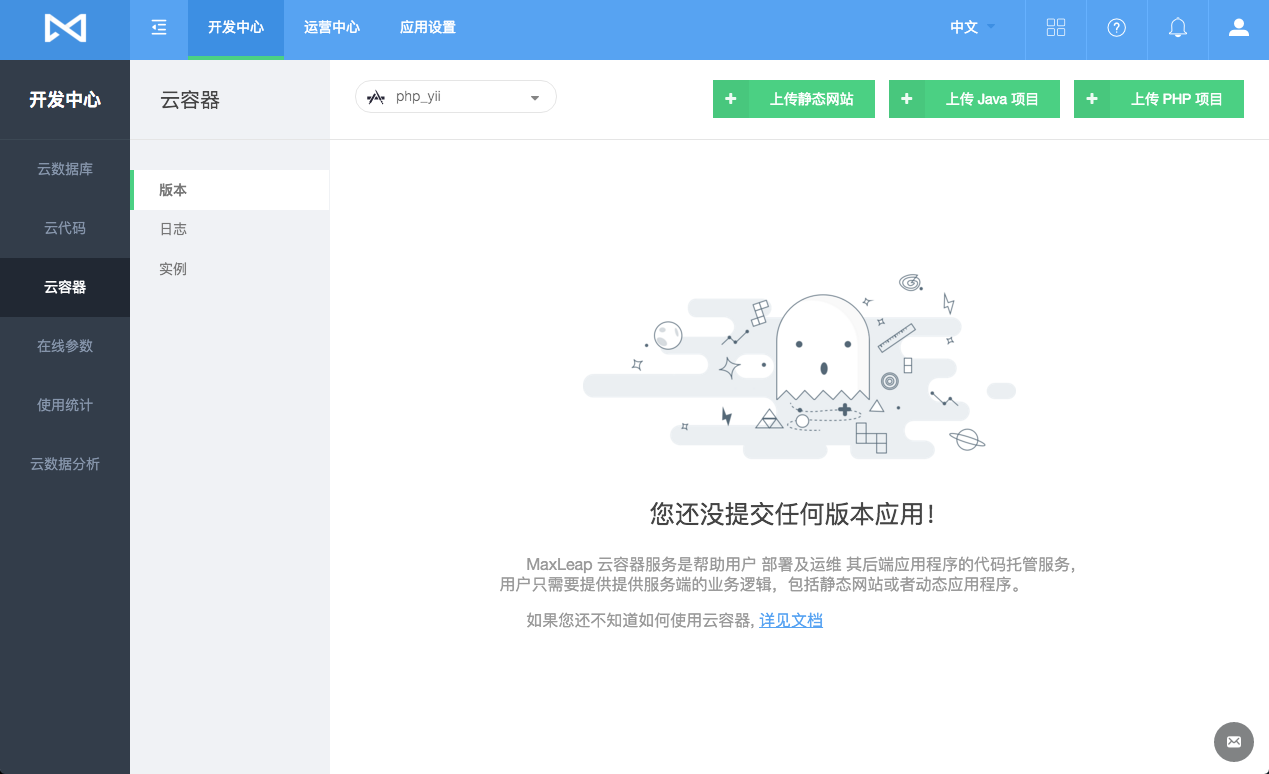 开发中心
运营中心
应用设置
中文
开发中心
云数据库
云代码
云容器
在线参数
使用统计
云数据分析
云容器
版本
日志
实例
php_yii
上传静态网站
上传 Java 项目
上传 PHP 项目
您还没提交任何版本应用！
MaxLeap 云容器服务是帮助用户 部署及运维 其后端应用程序的代码托管服务，
用户只需要提供提供服务端的业务逻辑，包括静态网站或者动态应用程序。
如果您还不知道如何使用云容器, 详见文档